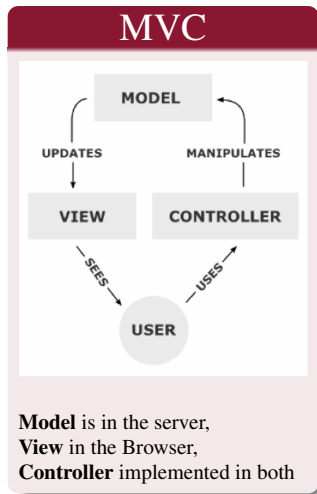 MVC
MODEL
UPDATES
MANIPULATES
VIEW
CONTROLLER
SEES
USES
USER
Model is in the server,
View in the Browser,
Controller implemented in both